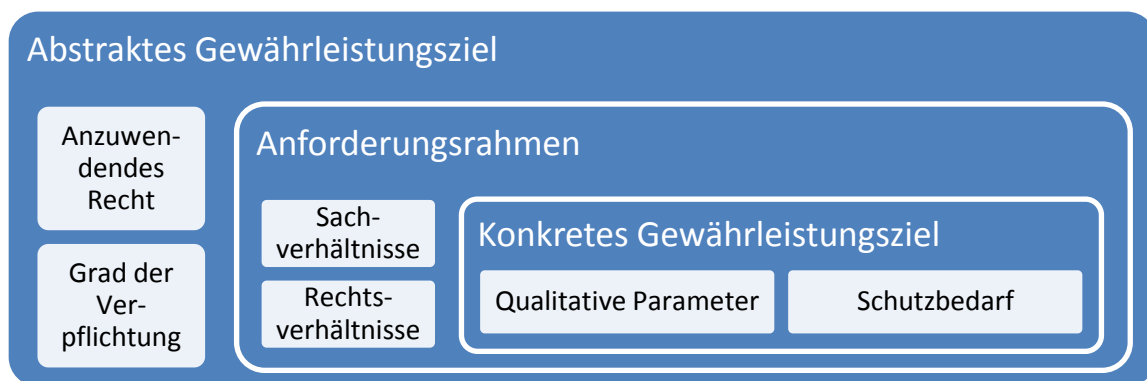 Abstraktes Gewährleistungsziel
Anzuwen-
dendes
Recht
Grad der
Ver-
pflichtung
Anforderungsrahmen
Sach-
verhältnisse
Rechts-
verhältnisse
Konkretes Gewährleistungsziel
Qualitative Parameter
Schutzbedarf